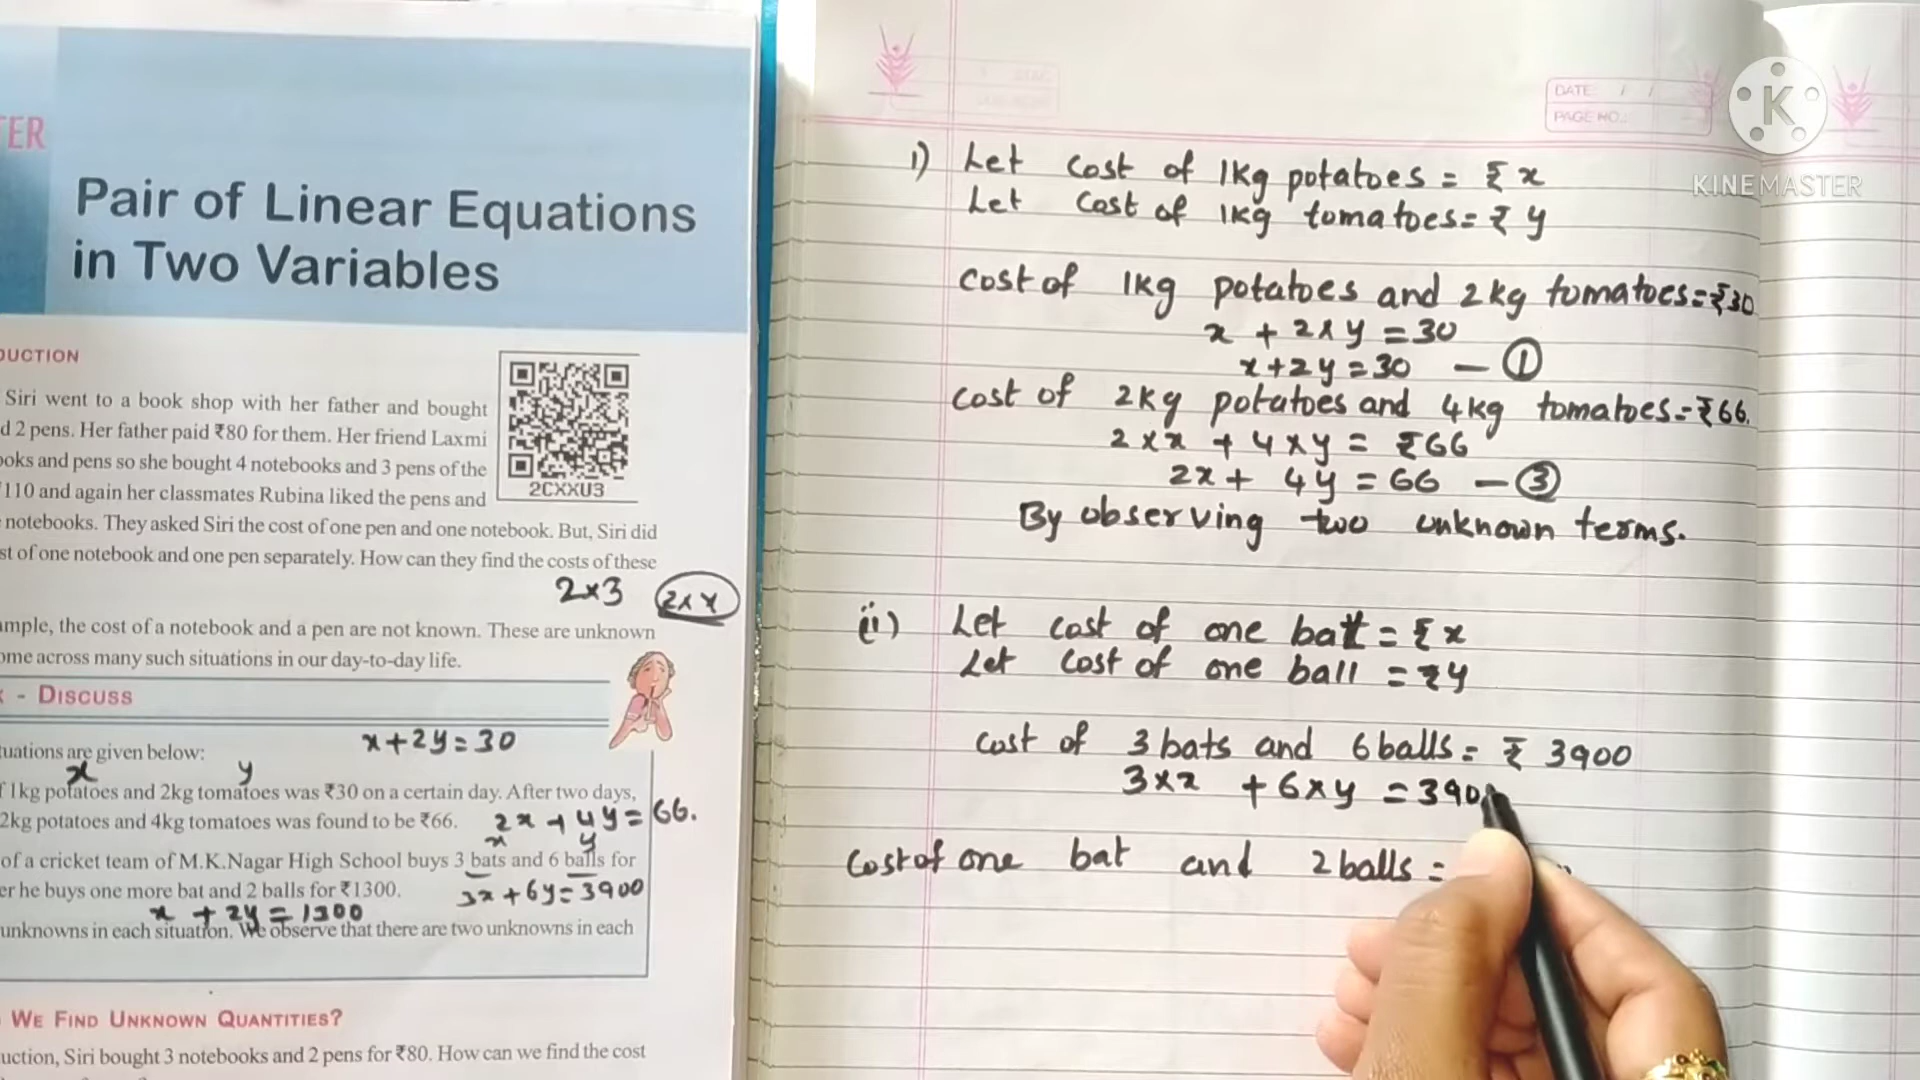 TER
Pair of Linear Equations
in Two Variables
DUCTION
Siri went to a book shop with her father and bought
d 2 pens. Her father paid ₹80 for them. Her friend Laxmi
ooks and pens so she bought 4 notebooks and 3 pens of the
110 and again her classmates Rubina liked the pens and
notebooks. They asked Siri the cost of one pen and one notebook. But, Siri did
st of one notebook and one pen separately. How can they find the costs of these
2CXXU3
2×3 2×x
ample, the cost of a notebook and a pen are not known. These are unknown
ome across many such situations in our day-to-day life.
- DISCUSS
x+2y=30
tuations are given below:
x y
f 1kg potatoes and 2kg tomatoes was ₹30 on a certain day. After two days,
2kg potatoes and 4kg tomatoes was found to be ₹66. 2x+4y=66.
x y
of a cricket team of M.K.Nagar High School buys 3 bats and 6 balls for
er he buys one more bat and 2 balls for ₹1300. 3x+6y=3900
x + 2y = 1300
unknowns in each situation. We observe that there are two unknowns in each
WE FIND UNKNOWN QUANTITIES?
uction, Siri bought 3 notebooks and 2 pens for ₹80. How can we find the cost
DATE / /
PAGE NO.:
K
KINEMASTER
1) Let cost of 1kg potatoes = ₹ x
Let cost of 1kg tomatoes = ₹ y
cost of 1kg potatoes and 2kg tomatoes = ₹30
x + 2×y = 30
x+2y=30 — ①
cost of 2kg potatoes and 4kg tomatoes = ₹66.
2×x + 4×y = ₹66
2x + 4y = 66 — ③
By observing two unknown terms.
(ii) Let cost of one bat = ₹ x
Let cost of one ball = ₹y
cost of 3 bats and 6 balls = ₹ 3900
3×x + 6×y = 390
cost of one bat and 2 balls =